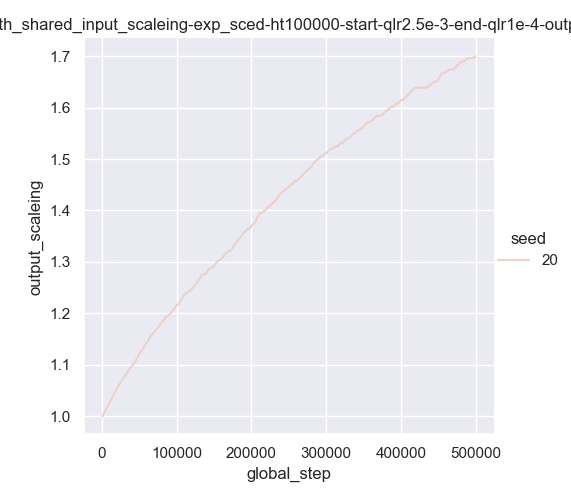 th_shared_input_scaleing-exp_sced-ht100000-start-qlr2.5e-3-end-qlr1e-4-outp
1.7
1.6
1.5
1.4
1.3
1.2
1.1
1.0
output_scaleing
0 100000 200000 300000 400000 500000
global_step
seed
20